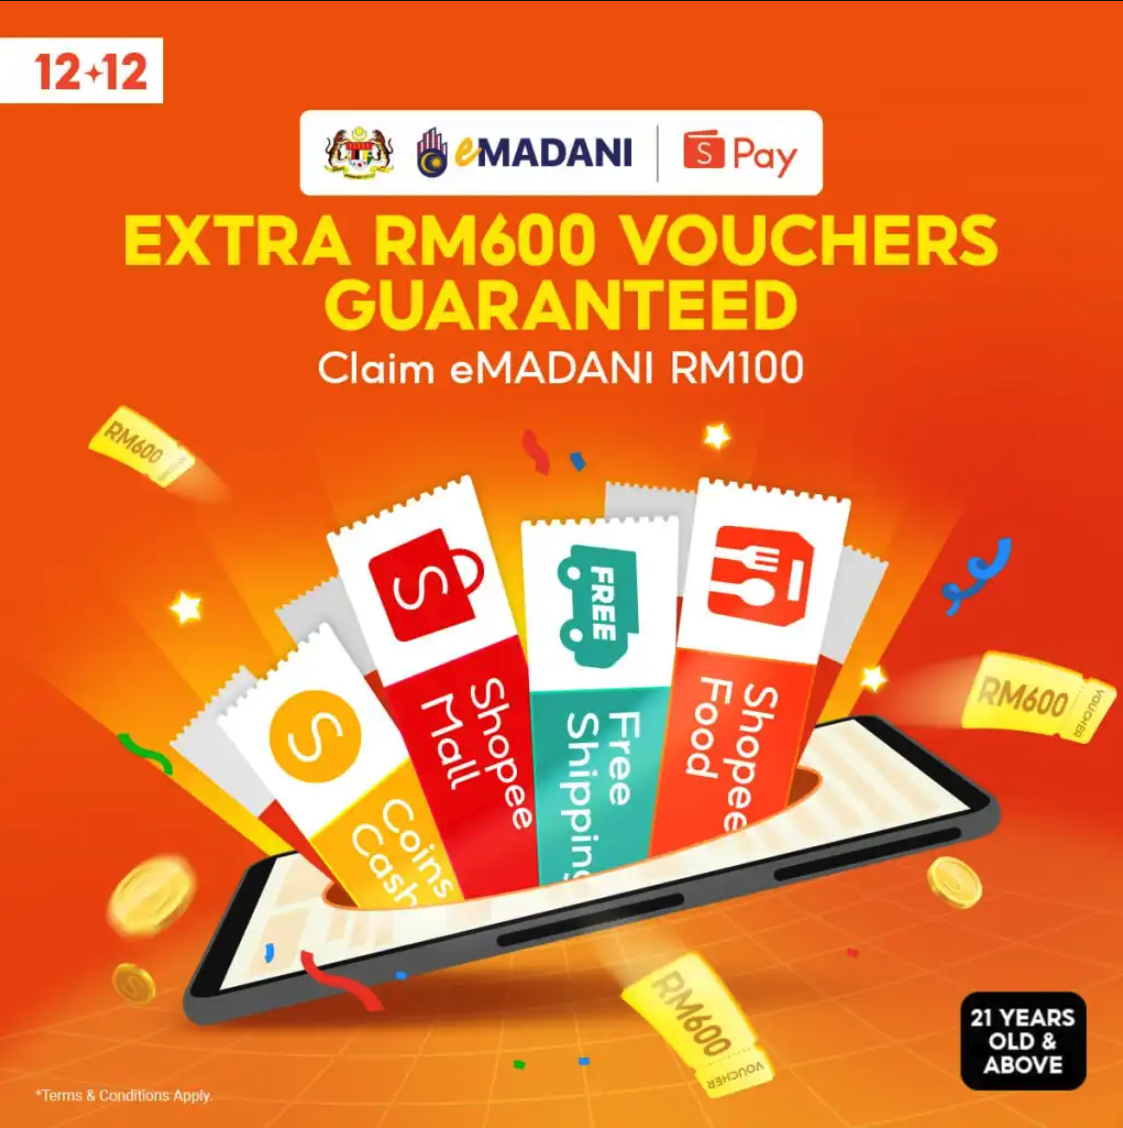 12✦12
eMADANI
S Pay
EXTRA RM600 VOUCHERS
GUARANTEED
Claim eMADANI RM100
RM600
S
Shopee
Mall
FREE
Free
Shipping
Shopee
Food
S
Coins
Cash
RM600
VOUCHER
RM600
VOUCHER
21 YEARS
OLD &
ABOVE
*Terms & Conditions Apply.